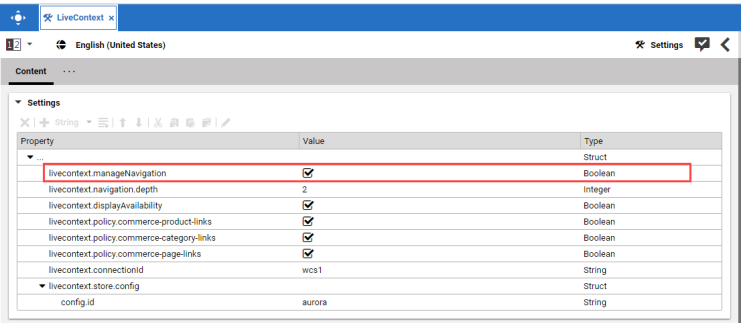 LiveContext ×
1 2 English (United States) Settings
Content ...
Settings
String
Property Value Type
... Struct
livecontext.manageNavigation Boolean
livecontext.navigation.depth 2 Integer
livecontext.displayAvailability Boolean
livecontext.policy.commerce-product-links Boolean
livecontext.policy.commerce-category-links Boolean
livecontext.policy.commerce-page-links Boolean
livecontext.connectionId wcs1 String
livecontext.store.config Struct
config.id aurora String